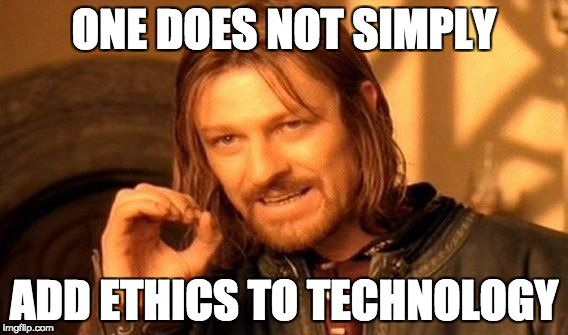 ONE DOES NOT SIMPLY
ADD ETHICS TO TECHNOLOGY
imgflip.com